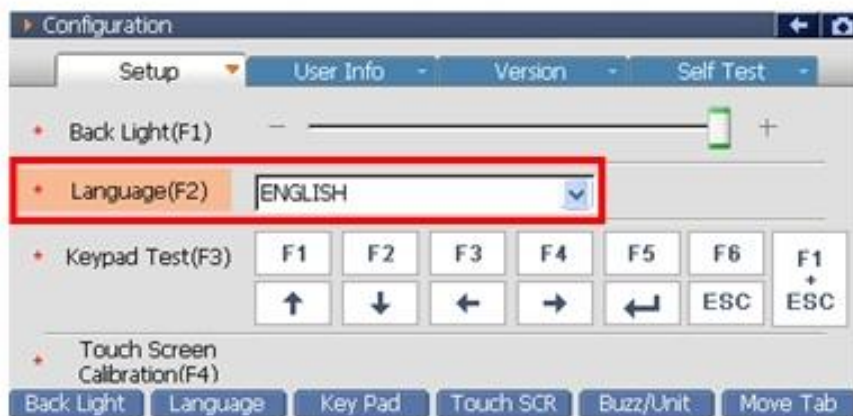 Configuration
Setup User Info Version Self Test
Back Light(F1) - +
Language(F2) ENGLISH
Keypad Test(F3) F1 F2 F3 F4 F5 F6 F1 + ESC
↑ ↓ ← → ↵ ESC
Touch Screen
Calibration(F4)
Back Light Language Key Pad Touch SCR Buzz/Unit Move Tab